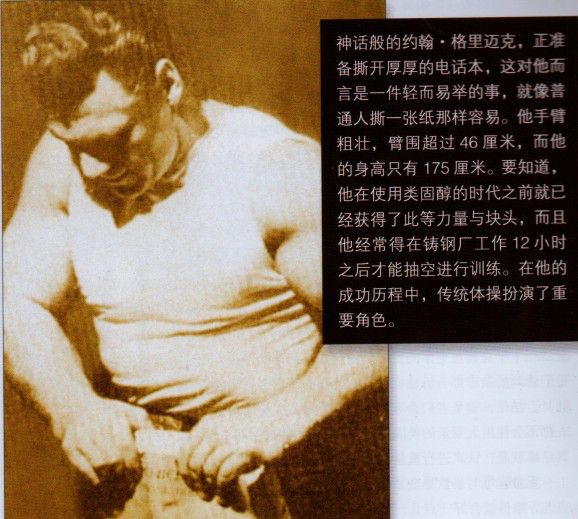 神话般的约翰·格里迈克，正准
备撕开厚厚的电话本，这对他而
言是一件轻而易举的事，就像普
通人撕一张纸那样容易。他手臂
粗壮，臂围超过 46 厘米，而他
的身高只有 175 厘米。要知道，
他在使用类固醇的时代之前就已
经获得了此等力量与块头，而且
他经常得在铸钢厂工作 12 小时
之后才能抽空进行训练。在他的
成功历程中，传统体操扮演了重
要角色。